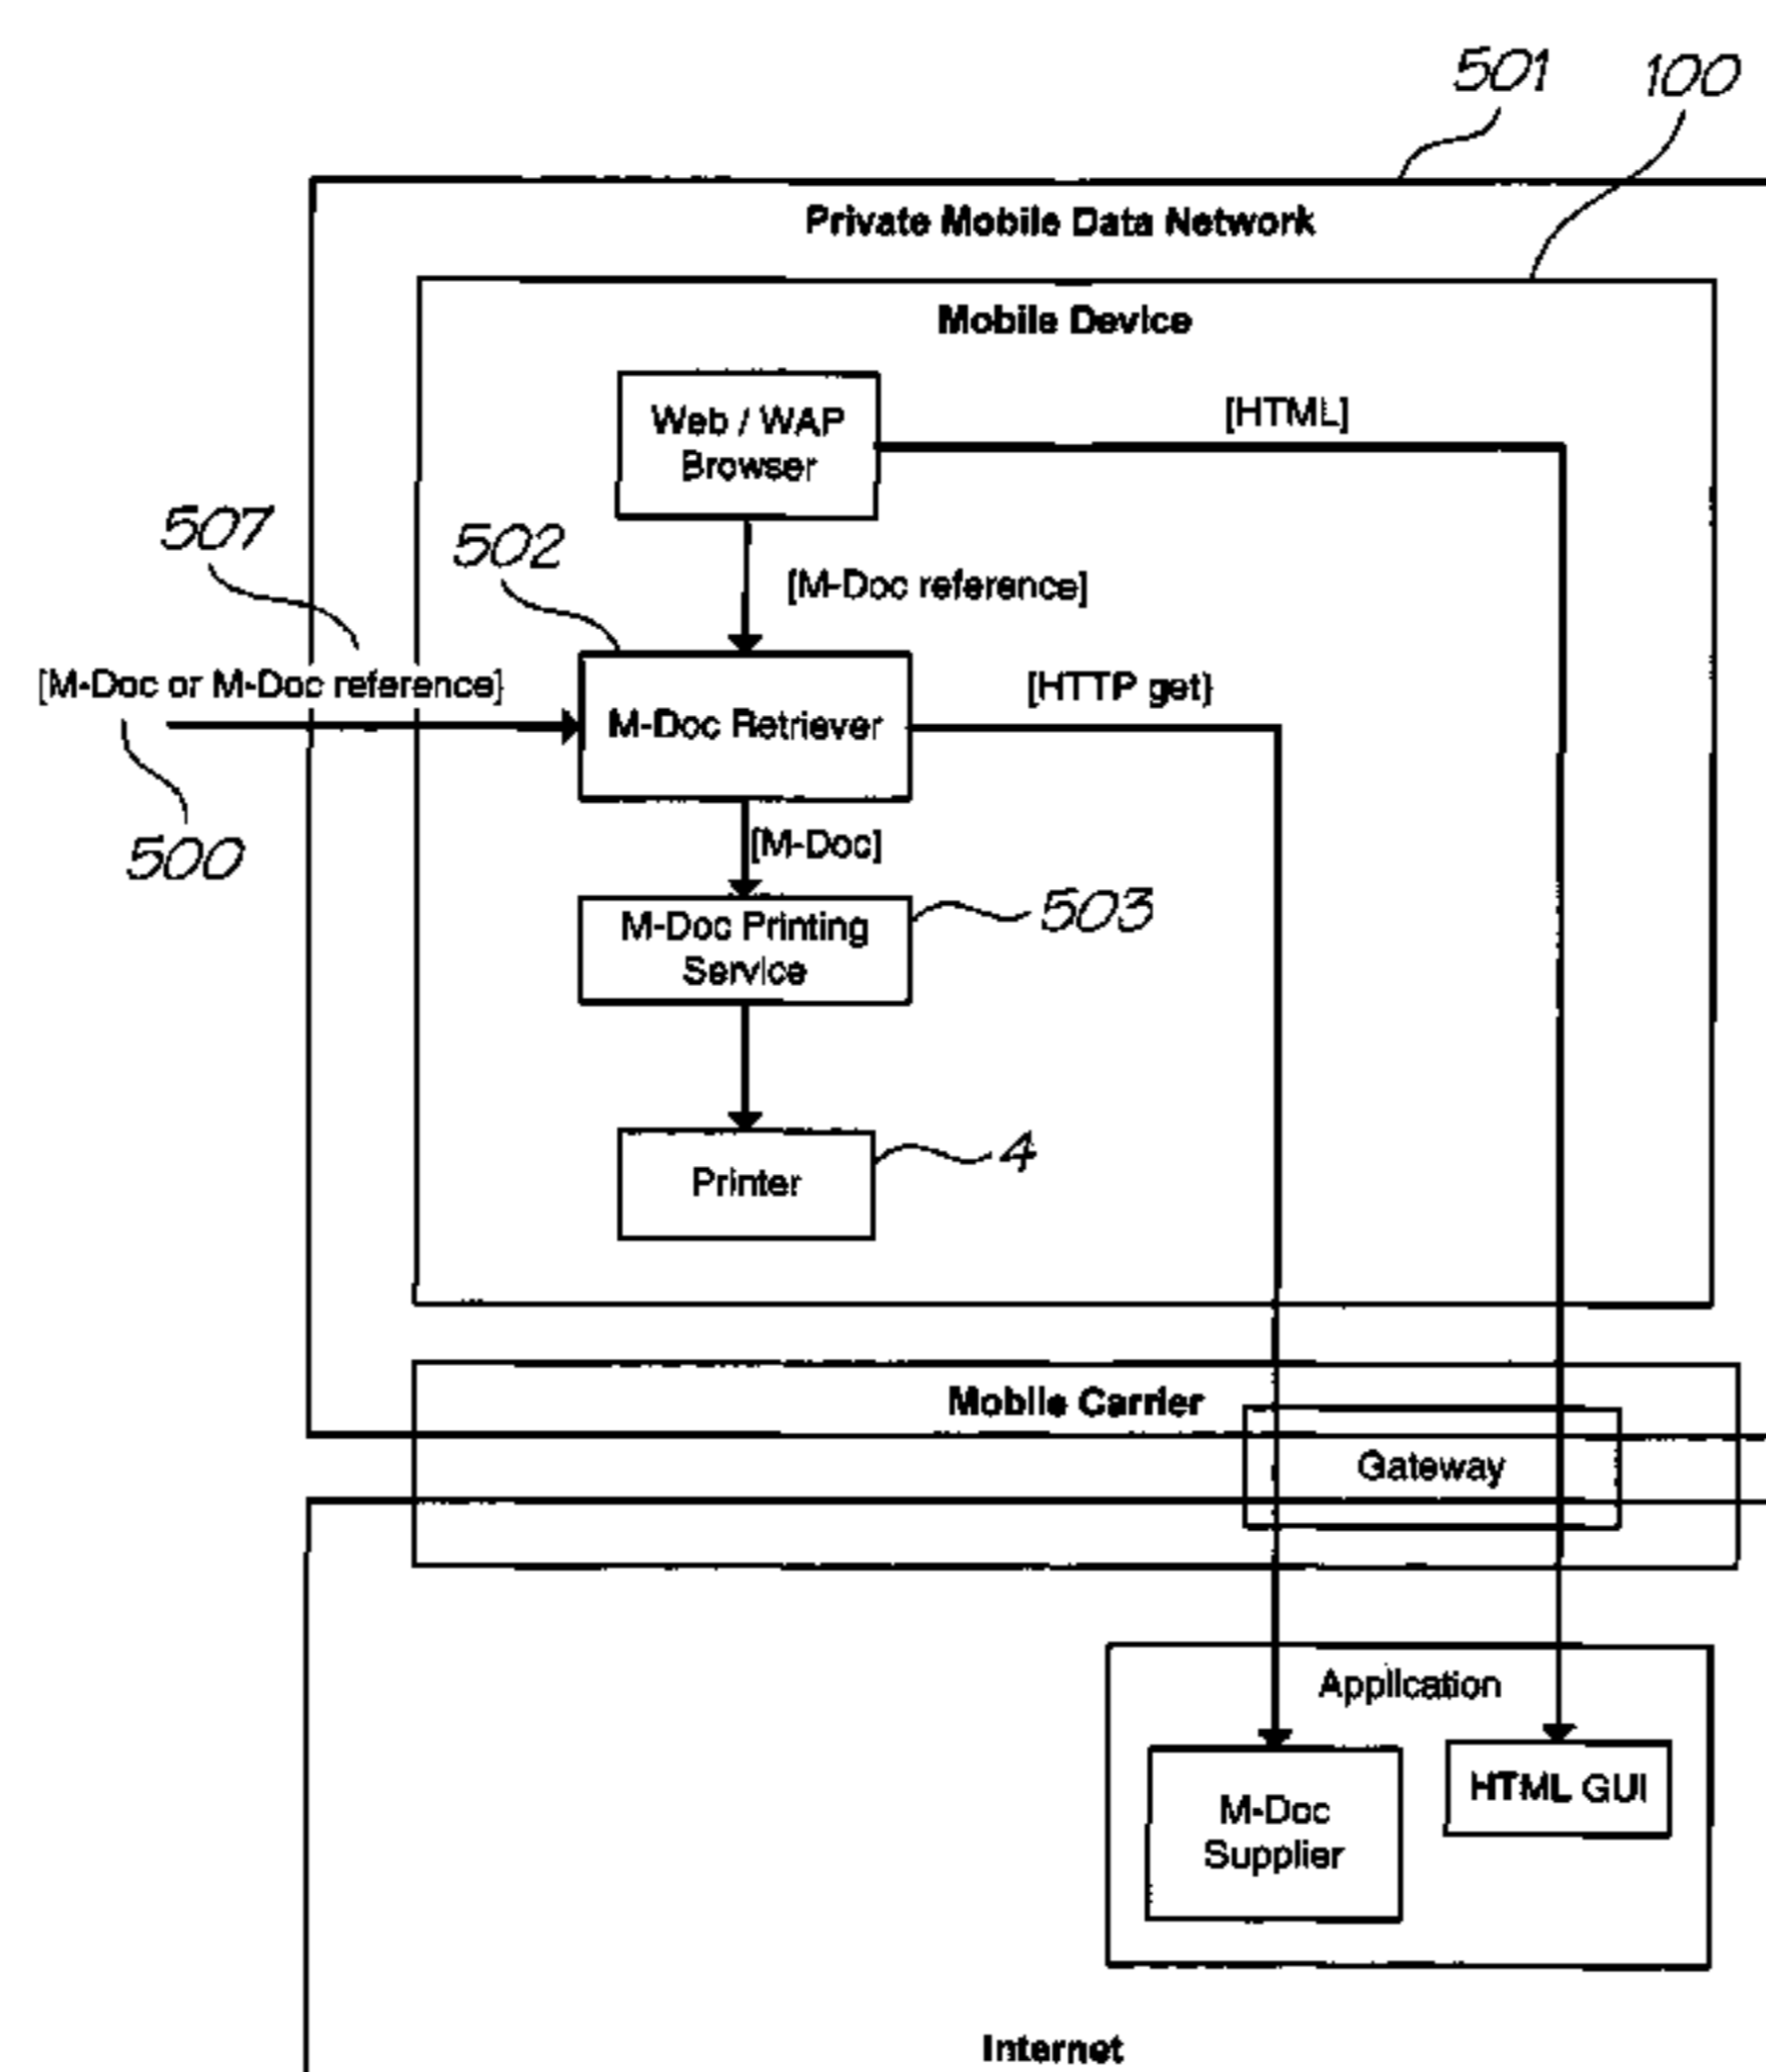 501
100
Private Mobile Data Network
Mobile Device
Web / WAP
Browser
[HTML]
507
502
[M-Doc reference]
[M-Doc or M-Doc reference]
[HTTP get]
M-Doc Retriever
500
[M-Doc]
503
M-Doc Printing
Service
4
Printer
Mobile Carrier
Gateway
Application
HTML GUI
M-Doc
Supplier
Internet